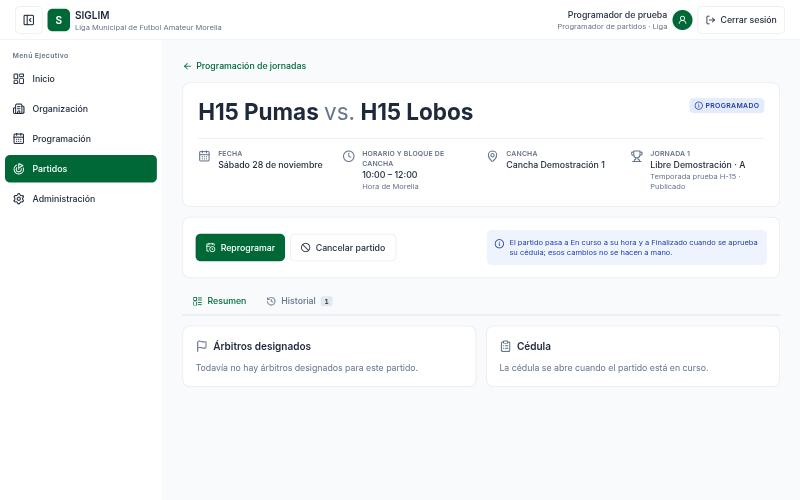 S
SIGLIM
Liga Municipal de Futbol Amateur Morelia
Programador de prueba
Programador de partidos · Liga
Cerrar sesión
Menú Ejecutivo
Inicio
Organización
Programación
Partidos
Administración
Programación de jornadas
H15 Pumas vs. H15 Lobos
PROGRAMADO
FECHA
Sábado 28 de noviembre
HORARIO Y BLOQUE DE
CANCHA
10:00 – 12:00
Hora de Morelia
CANCHA
Cancha Demostración 1
JORNADA 1
Libre Demostración · A
Temporada prueba H-15 ·
Publicado
Reprogramar
Cancelar partido
El partido pasa a En curso a su hora y a Finalizado cuando se aprueba
su cédula; esos cambios no se hacen a mano.
Resumen
Historial 1
Árbitros designados
Todavía no hay árbitros designados para este partido.
Cédula
La cédula se abre cuando el partido está en curso.